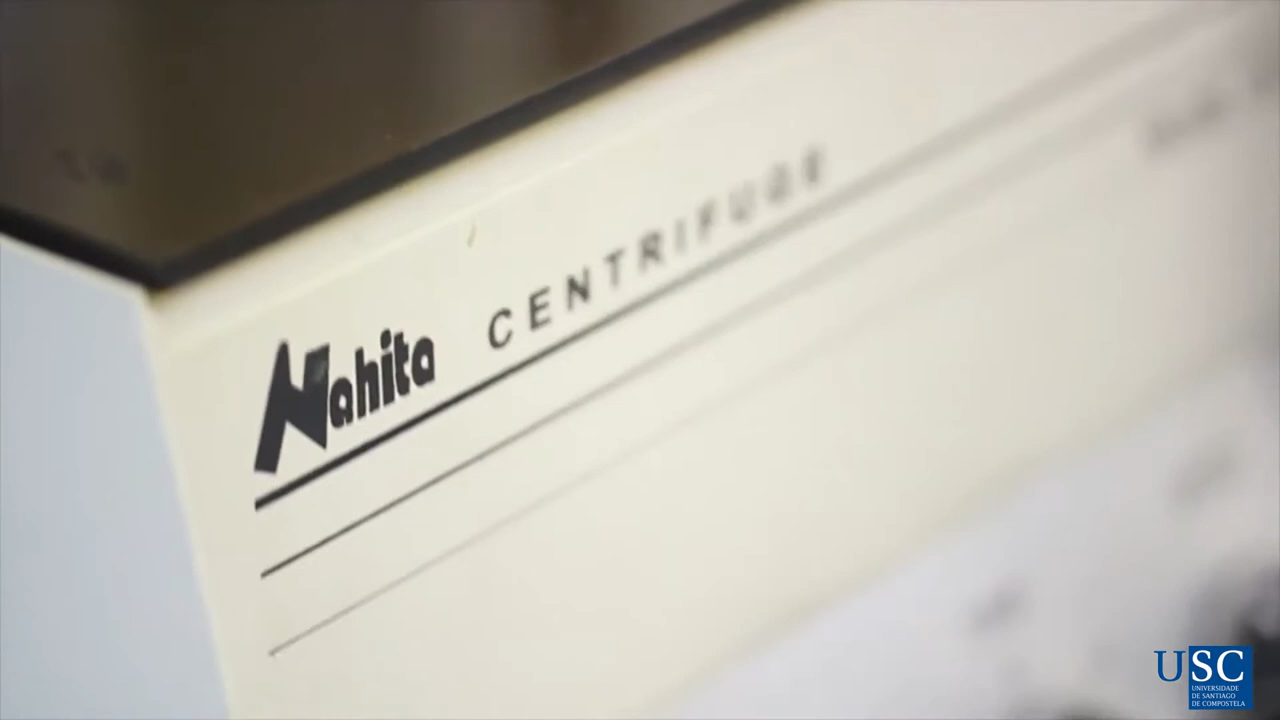 Nahita CENTRIFUGE
USC
UNIVERSIDADE
DE SANTIAGO
DE COMPOSTELA